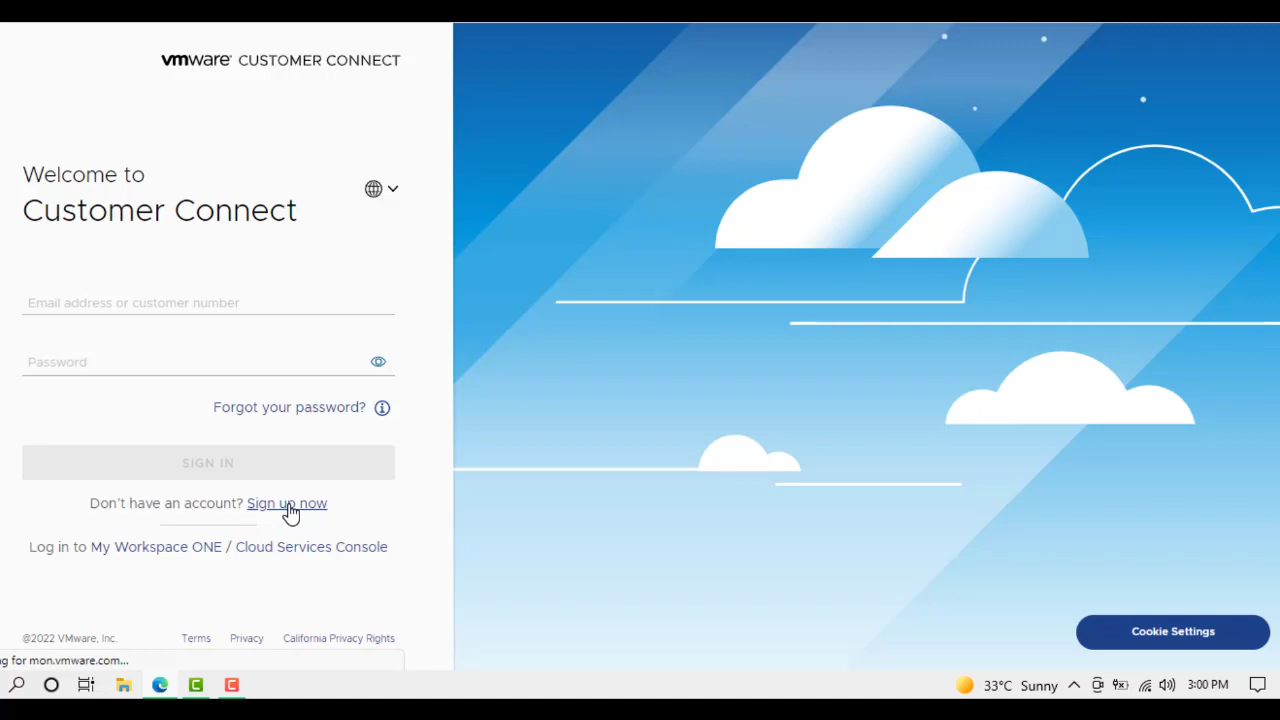 vmware® CUSTOMER CONNECT
Welcome to
Customer Connect
Email address or customer number
Password
Forgot your password?
SIGN IN
Don't have an account? Sign up now
Log in to My Workspace ONE / Cloud Services Console
@2022 VMware, Inc. Terms Privacy California Privacy Rights
Cookie Settings
g for mon.vmware.com...
33°C Sunny 3:00 PM